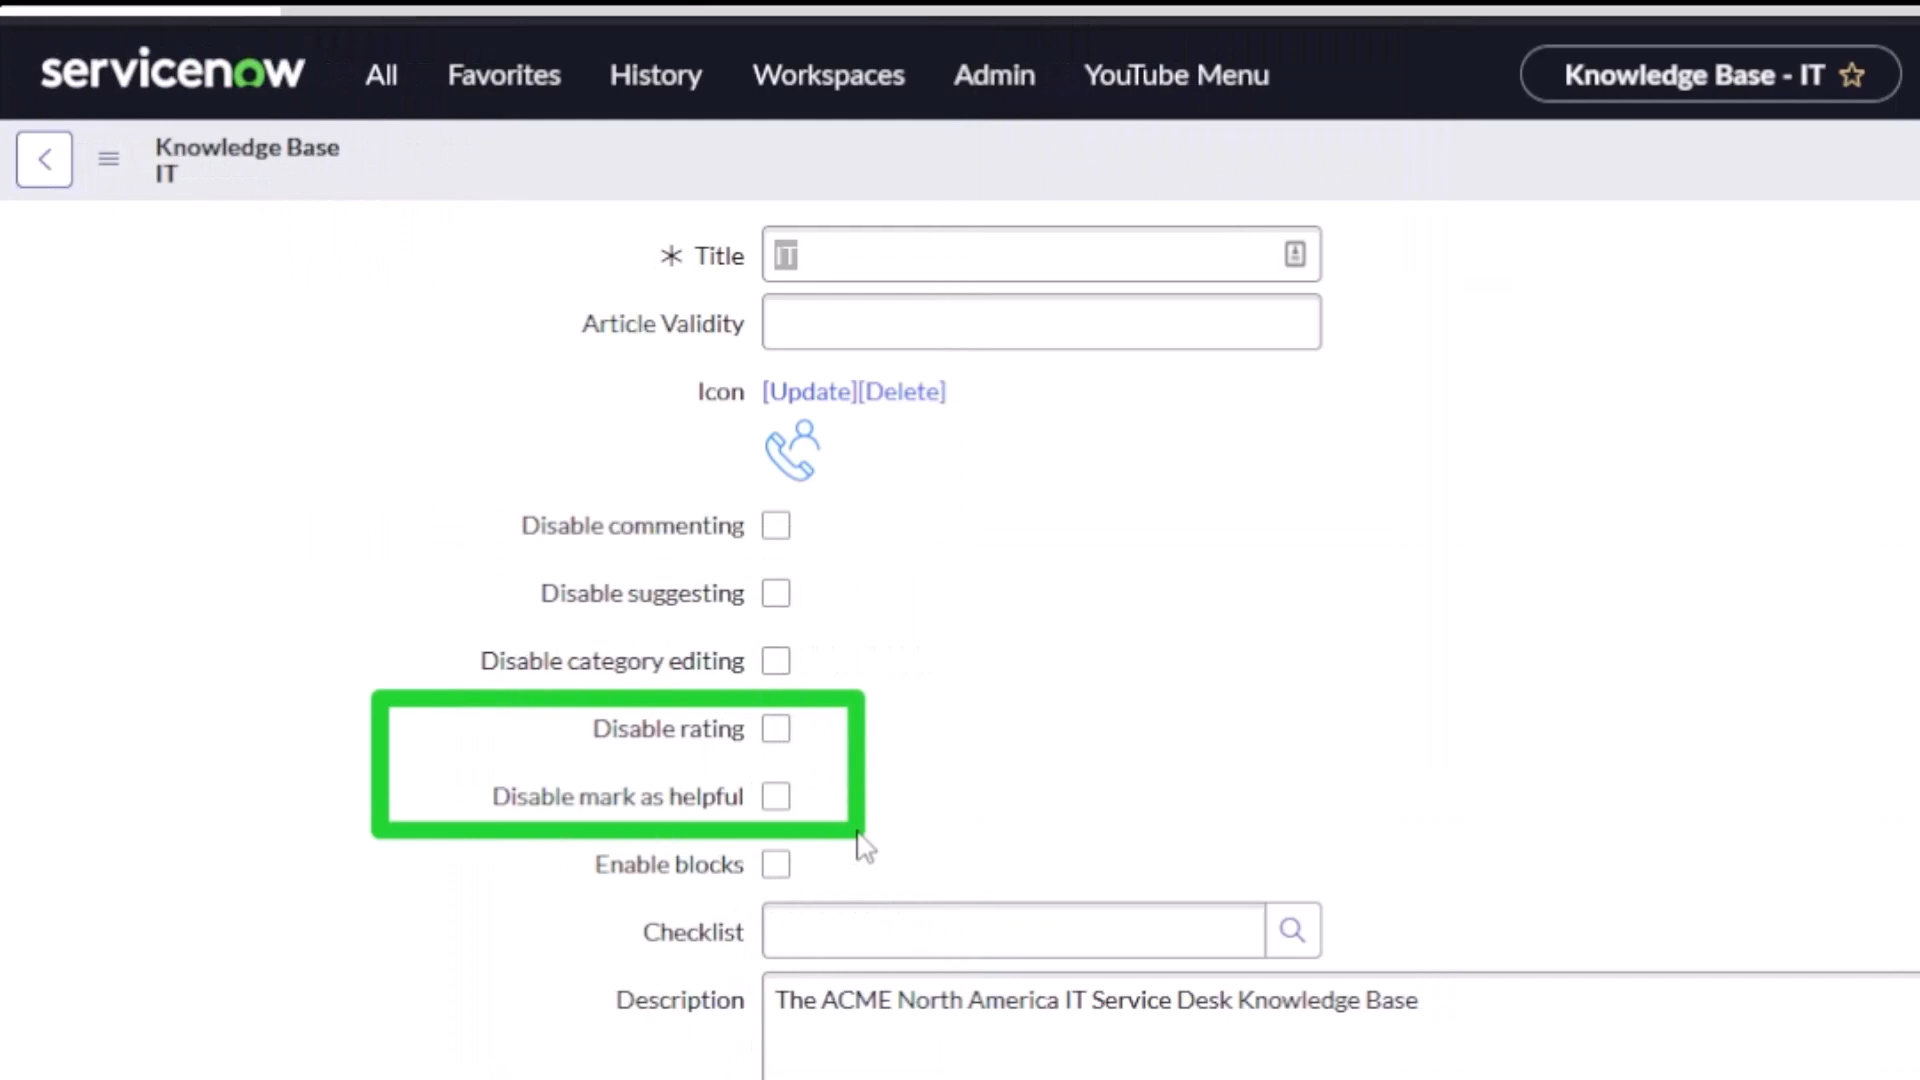 servicenow All Favorites History Workspaces Admin YouTube Menu Knowledge Base - IT
Knowledge Base
IT
* Title IT
Article Validity
Icon [Update][Delete]
Disable commenting
Disable suggesting
Disable category editing
Disable rating
Disable mark as helpful
Enable blocks
Checklist
Description The ACME North America IT Service Desk Knowledge Base